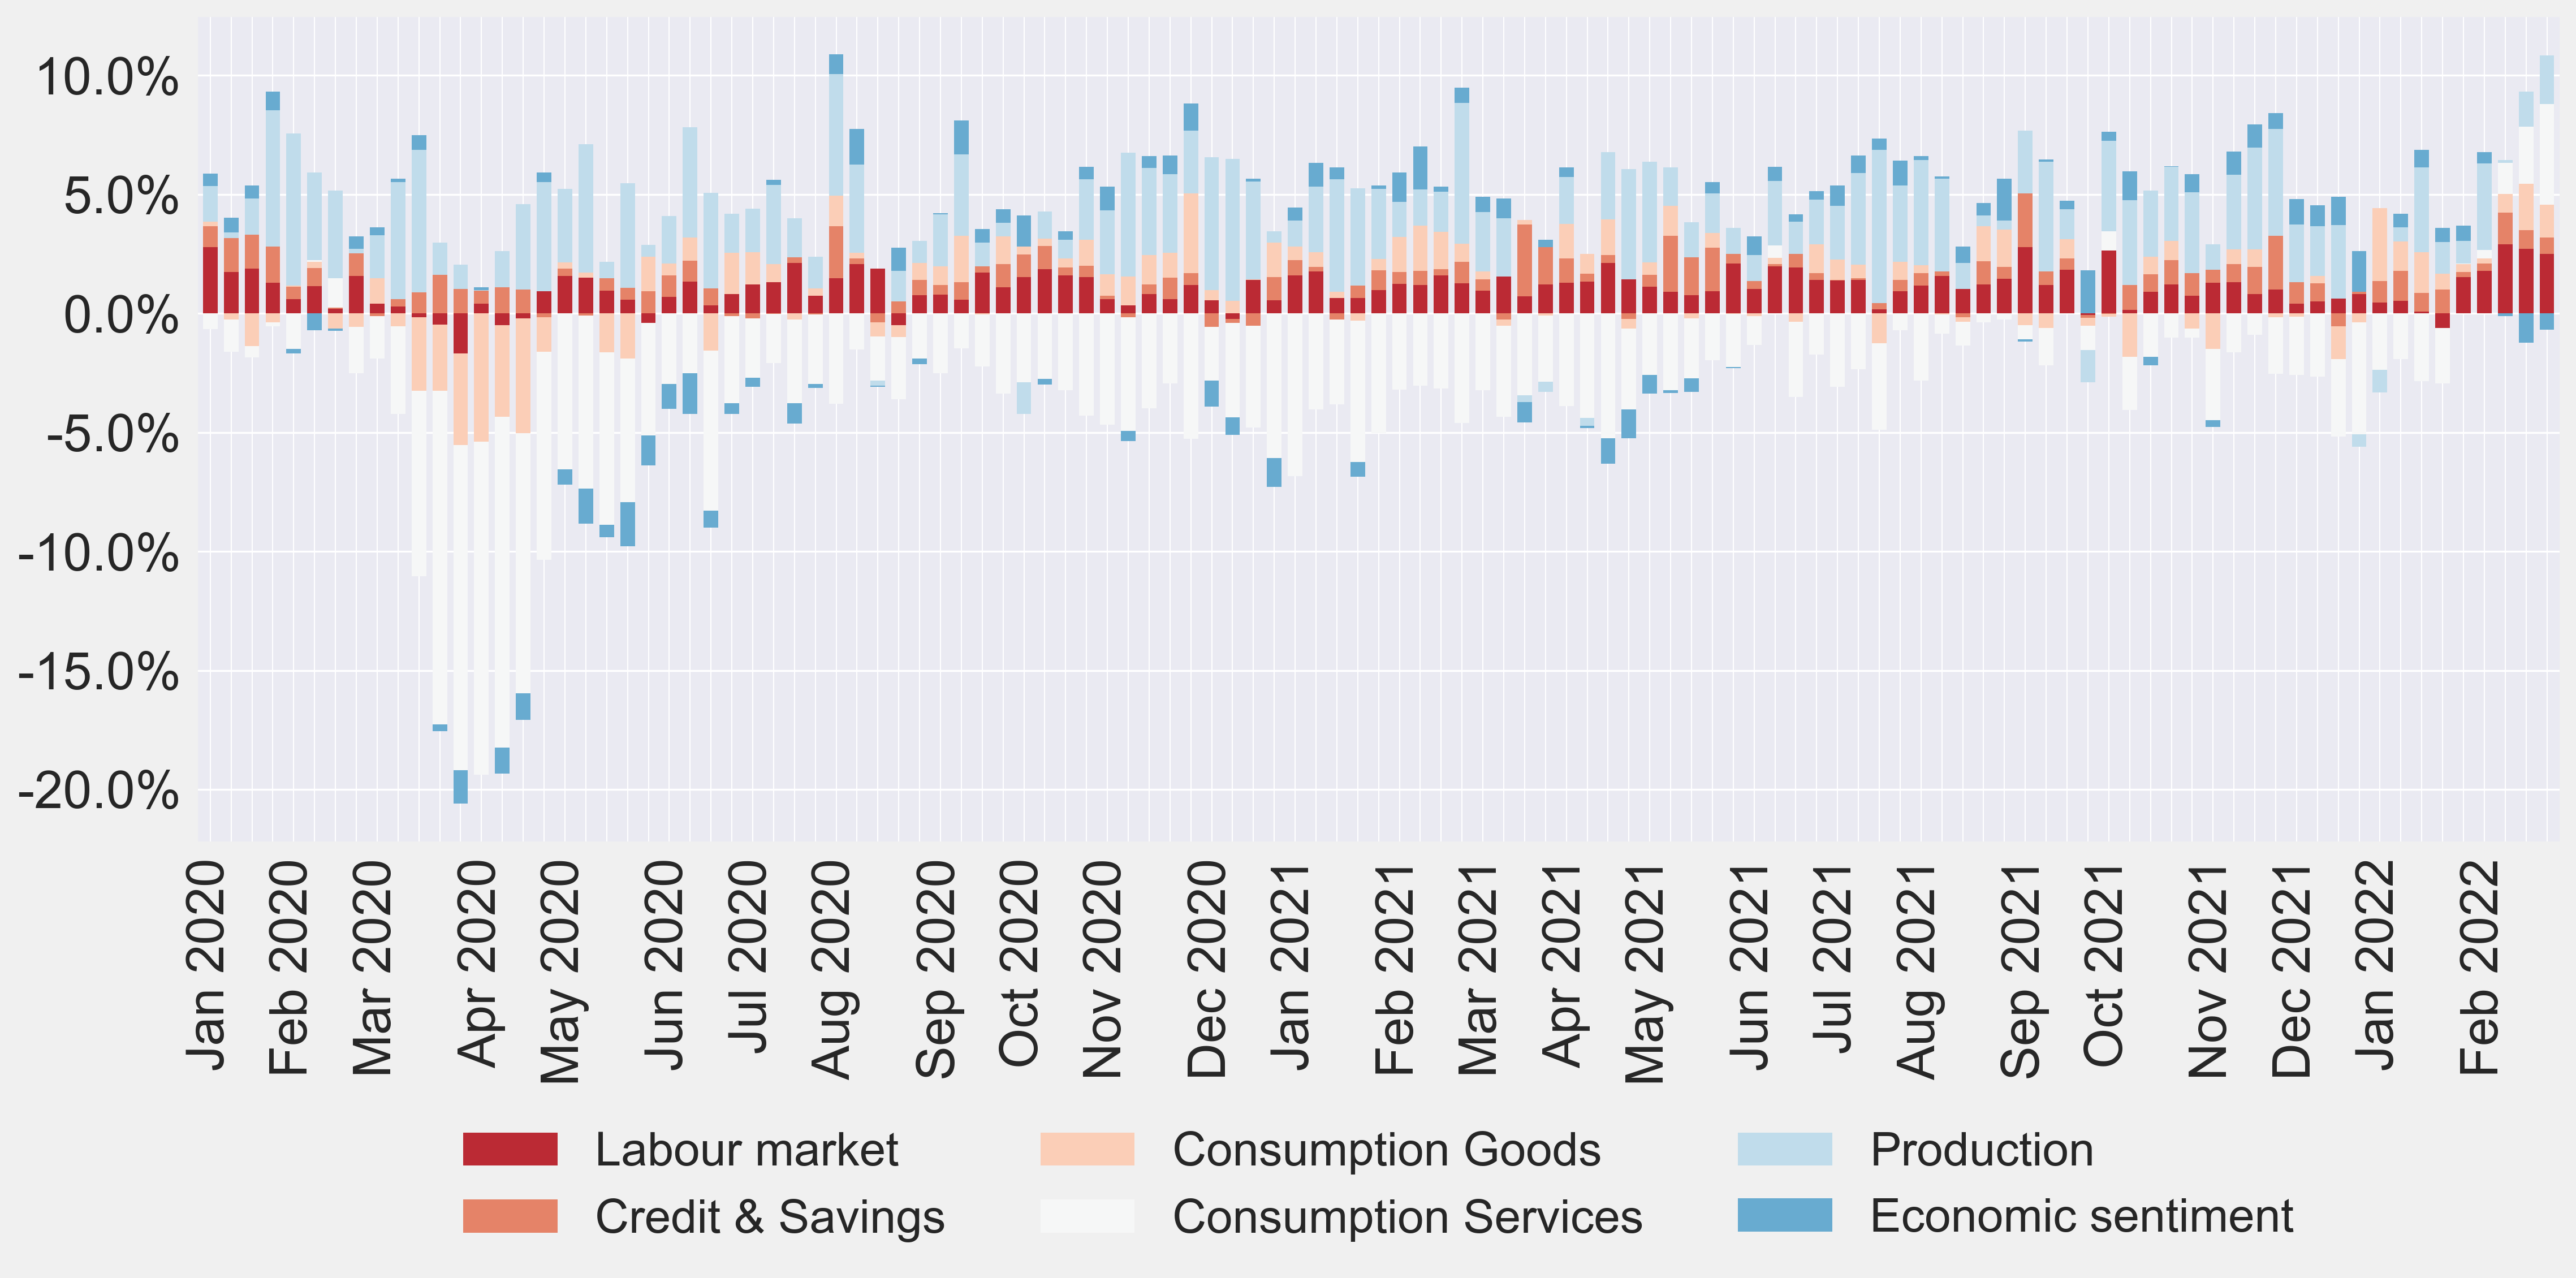 10.0%
5.0%
0.0%
-5.0%
-10.0%
-15.0%
-20.0%
Jan 2020
Feb 2020
Mar 2020
Apr 2020
May 2020
Jun 2020
Jul 2020
Aug 2020
Sep 2020
Oct 2020
Nov 2020
Dec 2020
Jan 2021
Feb 2021
Mar 2021
Apr 2021
May 2021
Jun 2021
Jul 2021
Aug 2021
Sep 2021
Oct 2021
Nov 2021
Dec 2021
Jan 2022
Feb 2022
Labour market
Consumption Goods
Production
Credit & Savings
Consumption Services
Economic sentiment